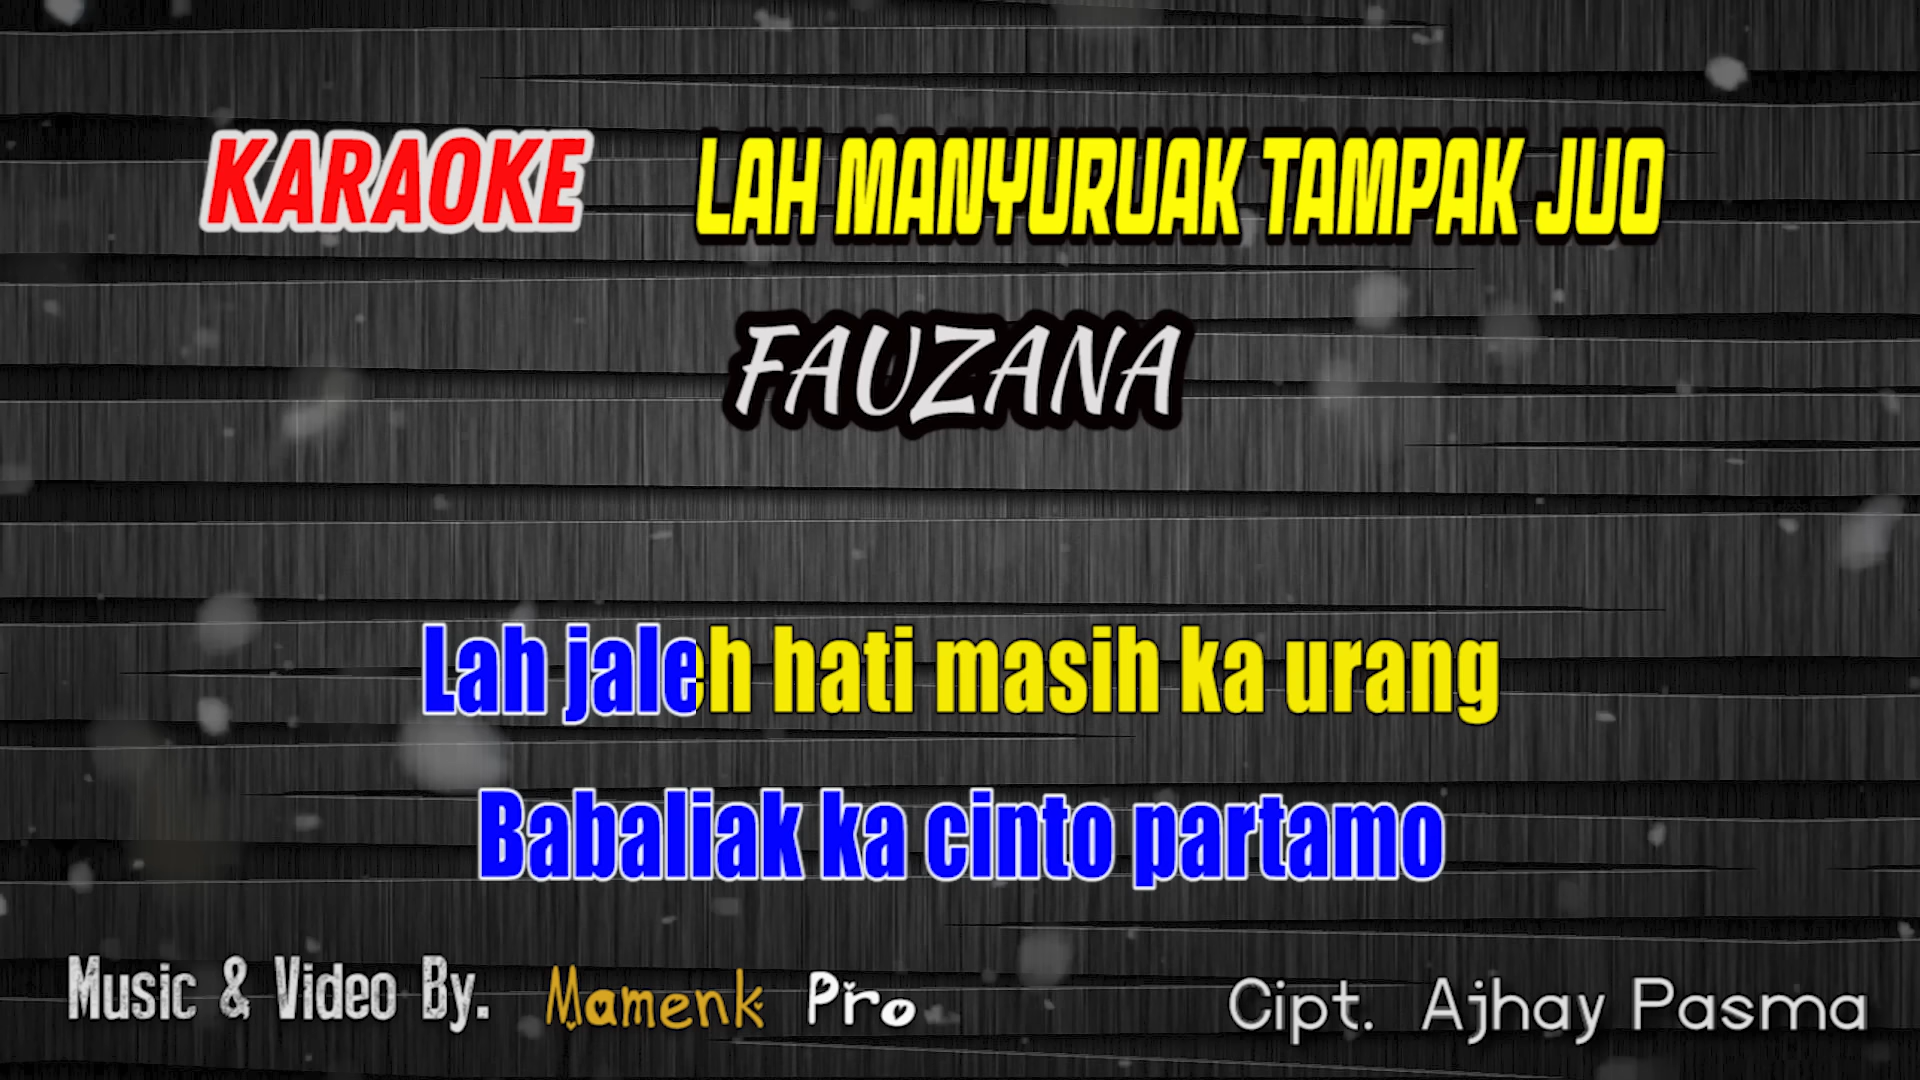 KARAOKE LAH MANYURUAK TAMPAK JUO
FAUZANA
Lah jaleh hati masih ka urang
Babaliak ka cinto partamo
Music & Video By. Mamenk Pro
Cipt. Ajhay Pasma